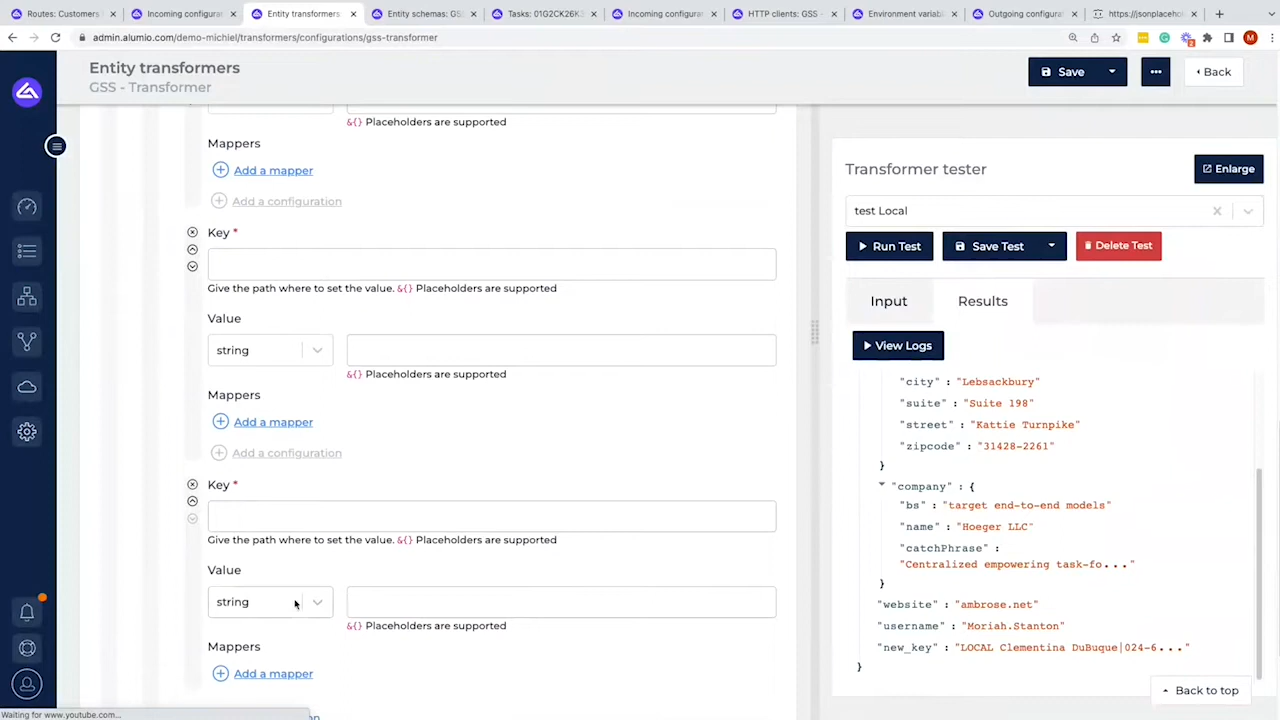 Routes: Customers
Incoming configurat
Entity transformers
Entity schemas: GS
Tasks: 01G2CK26K
Incoming configurat
HTTP clients: GSS -
Environment variab
Outgoing configurat
https://jsonplaceho
admin.alumio.com/demo-michiel/transformers/configurations/gss-transformer
M
Entity transformers
GSS - Transformer
Save
Back
&{} Placeholders are supported
Mappers
Add a mapper
Add a configuration
Key *
Give the path where to set the value. &{} Placeholders are supported
Value
string
&{} Placeholders are supported
Mappers
Add a mapper
Add a configuration
Key *
Give the path where to set the value. &{} Placeholders are supported
Value
string
&{} Placeholders are supported
Mappers
Add a mapper
Transformer tester
Enlarge
test Local
Run Test
Save Test
Delete Test
Input
Results
View Logs
"city" : "Lebsackbury"
"suite" : "Suite 198"
"street" : "Kattie Turnpike"
"zipcode" : "31428-2261"
}
"company" : {
"bs" : "target end-to-end models"
"name" : "Hoeger LLC"
"catchPhrase" :
"Centralized empowering task-fo..."
}
"website" : "ambrose.net"
"username" : "Moriah.Stanton"
"new_key" : "LOCAL Clementina DuBuque|024-6..."
}
Back to top
Waiting for www.youtube.com...